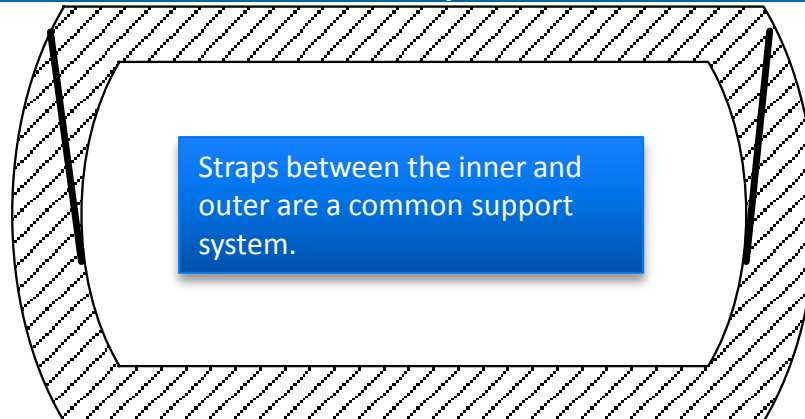 Straps between the inner and
outer are a common support
system.